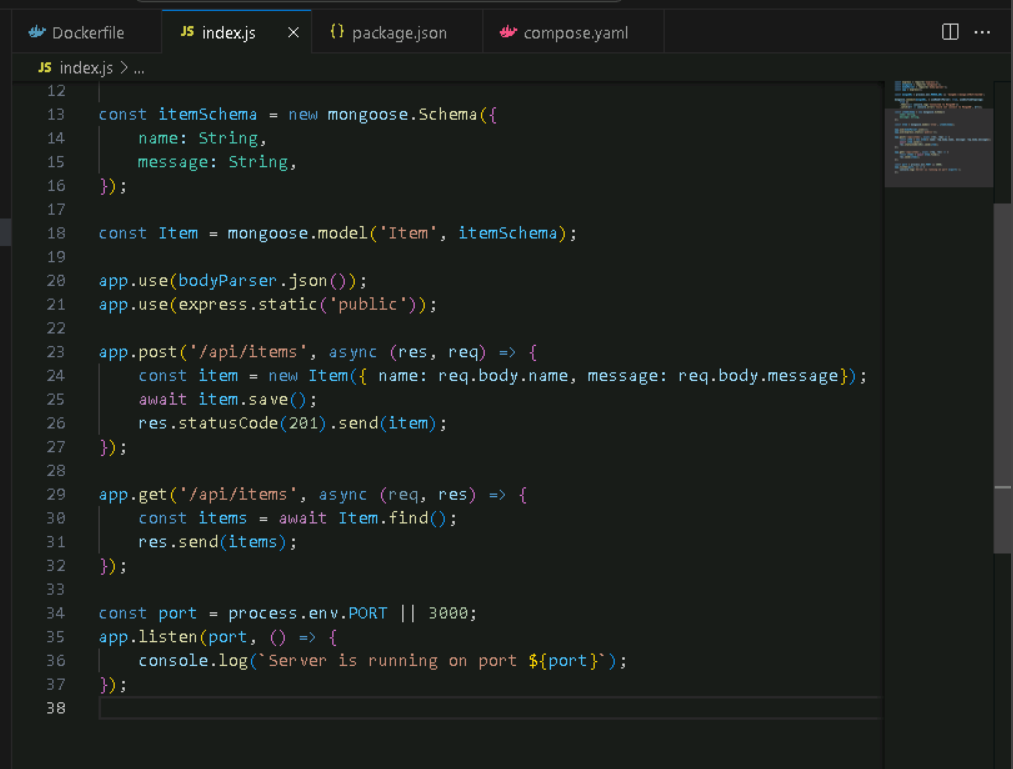 Dockerfile
JS index.js
{} package.json
compose.yaml
JS index.js > ...
12
13 const itemSchema = new mongoose.Schema({
14     name: String,
15     message: String,
16 });
17
18 const Item = mongoose.model('Item', itemSchema);
19
20 app.use(bodyParser.json());
21 app.use(express.static('public'));
22
23 app.post('/api/items', async (res, req) => {
24     const item = new Item({ name: req.body.name, message: req.body.message});
25     await item.save();
26     res.statusCode(201).send(item);
27 });
28
29 app.get('/api/items', async (req, res) => {
30     const items = await Item.find();
31     res.send(items);
32 });
33
34 const port = process.env.PORT || 3000;
35 app.listen(port, () => {
36     console.log(`Server is running on port ${port}`);
37 });
38